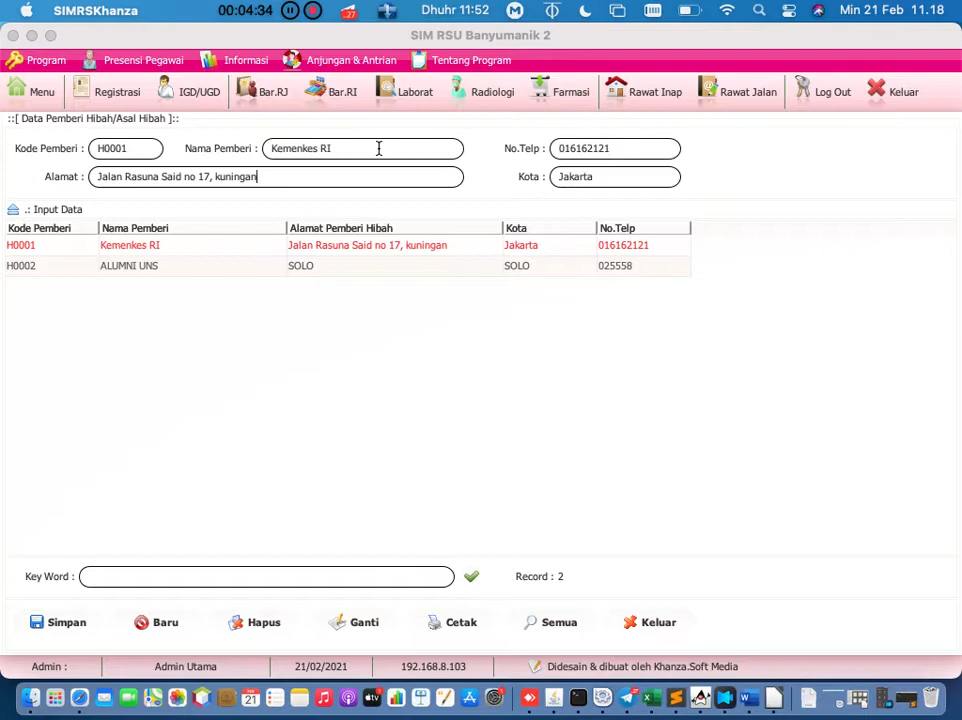 SIMRSKhanza 00:04:34 27 Dhuhr 11:52 Min 21 Feb 11.18
SIM RSU Banyumanik 2
Program Presensi Pegawai Informasi Anjungan & Antrian Tentang Program
Menu Registrasi IGD/UGD Bar.RJ Bar.RI Laborat Radiologi Farmasi Rawat Inap Rawat Jalan Log Out Keluar
::[ Data Pemberi Hibah/Asal Hibah ]::
Kode Pemberi : H0001 Nama Pemberi : Kemenkes RI No.Telp : 016162121
Alamat : Jalan Rasuna Said no 17, kuningan Kota : Jakarta
.: Input Data
Kode Pemberi Nama Pemberi Alamat Pemberi Hibah Kota No.Telp
H0001 Kemenkes RI Jalan Rasuna Said no 17, kuningan Jakarta 016162121
H0002 ALUMNI UNS SOLO SOLO 025558
Key Word : Record : 2
Simpan Baru Hapus Ganti Cetak Semua Keluar
Admin : Admin Utama 21/02/2021 192.168.8.103 Didesain & dibuat oleh Khanza.Soft Media